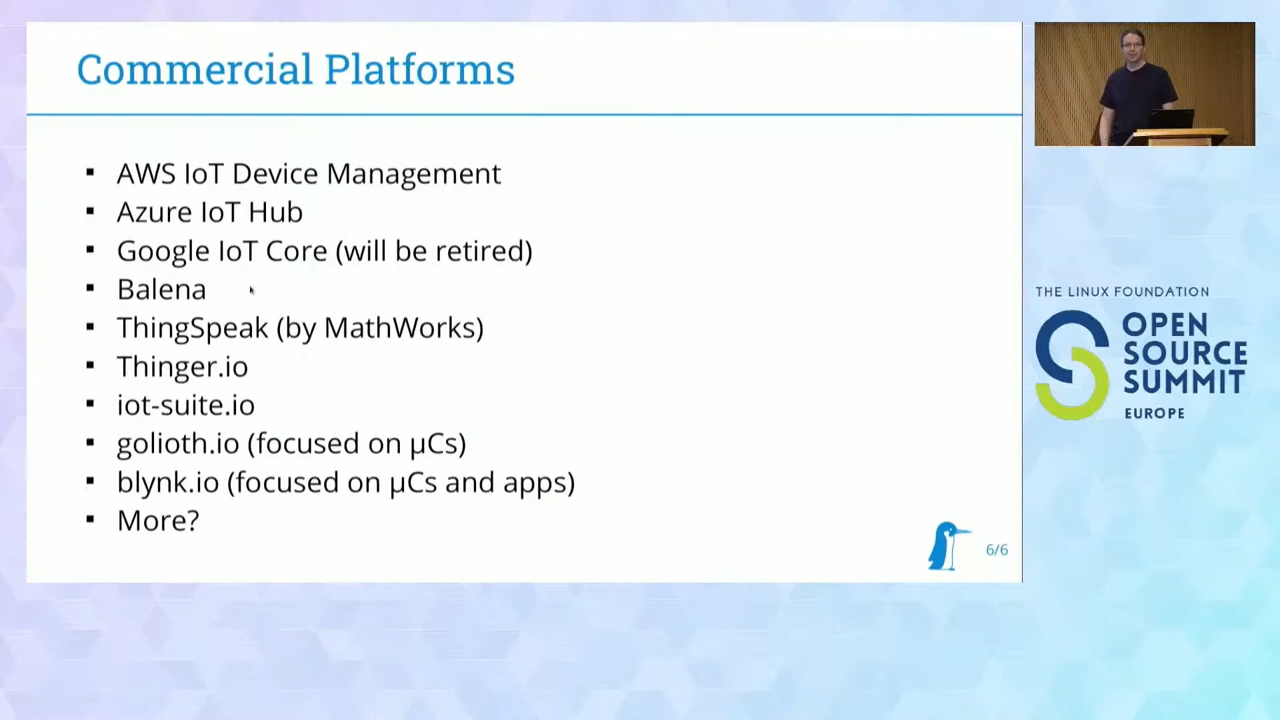 Commercial Platforms
▪ AWS IoT Device Management
▪ Azure IoT Hub
▪ Google IoT Core (will be retired)
▪ Balena
▪ ThingSpeak (by MathWorks)
▪ Thinger.io
▪ iot-suite.io
▪ golioth.io (focused on µCs)
▪ blynk.io (focused on µCs and apps)
▪ More?
6/6
THE LINUX FOUNDATION
OPEN
SOURCE
SUMMIT
EUROPE